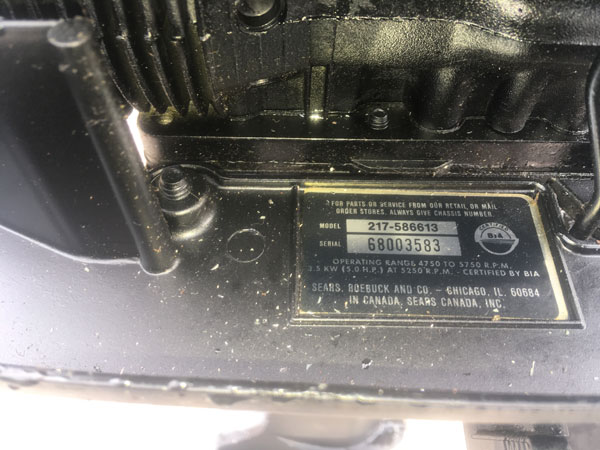 FOR PARTS OR SERVICE FROM OUR RETAIL OR MAIL
ORDER STORES, ALWAYS GIVE CHASSIS NUMBER.
MODEL 217-586613
SERIAL 68003583
CERTIFIED
BIA
OPERATING RANGE 4750 TO 5750 R.P.M.
3.5 KW (5.0 H.P.) AT 5250 R.P.M. - CERTIFIED BY BIA
SEARS, ROEBUCK AND CO. - CHICAGO, IL. 60684
IN CANADA, SEARS CANADA, INC.